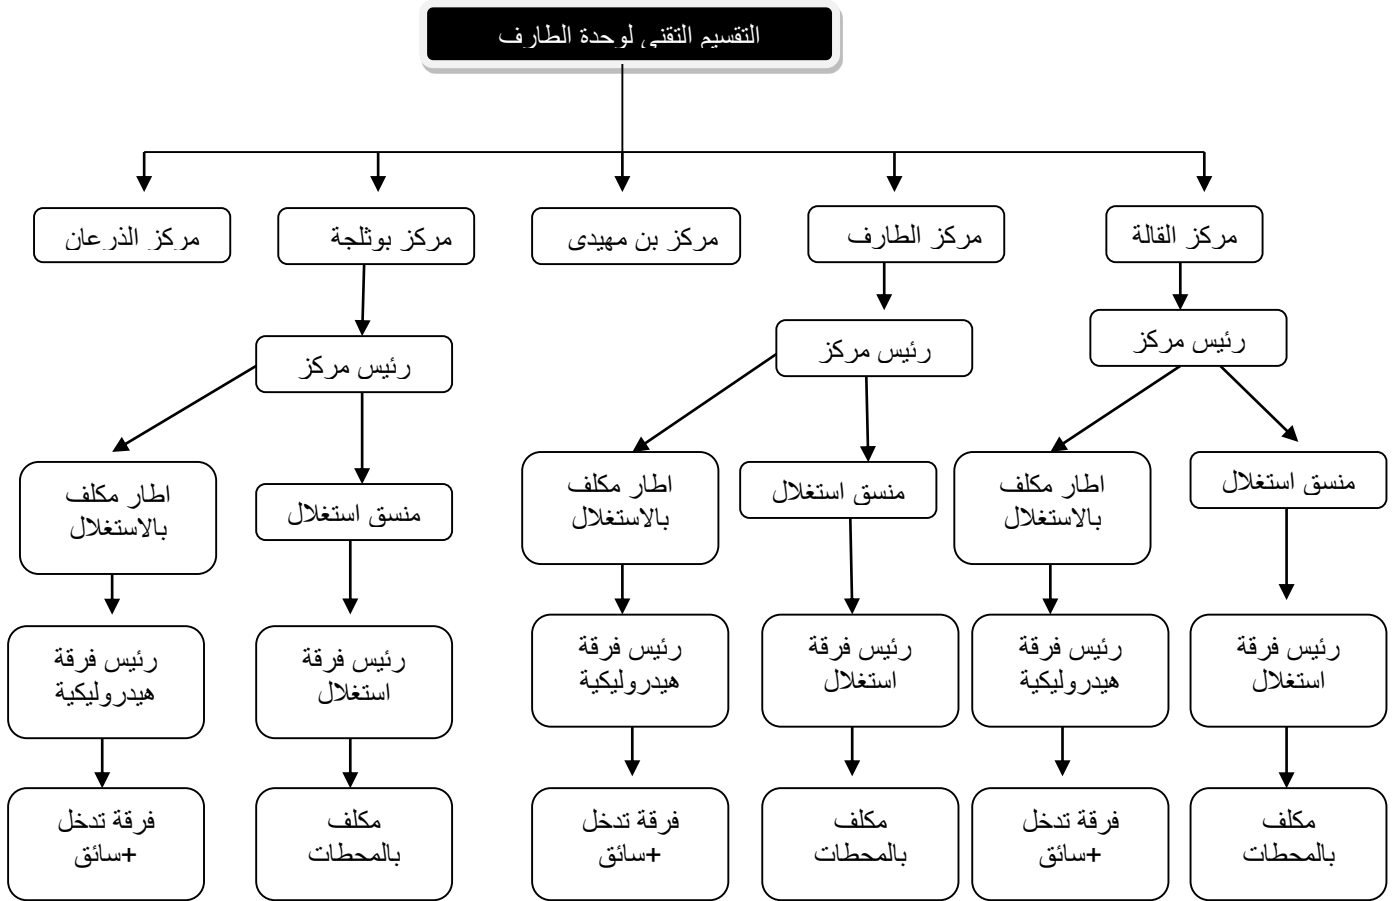 التقسيم التقني لوحدة الطارف
مركز القالة
مركز الطارف
مركز بن مهيدي
مركز بوثلجة
مركز الذرعان
رئيس مركز
رئيس مركز
رئيس مركز
منسق استغلال
اطار مكلف
بالاستغلال
منسق استغلال
اطار مكلف
بالاستغلال
منسق استغلال
اطار مكلف
بالاستغلال
رئيس فرقة
استغلال
رئيس فرقة
هيدروليكية
رئيس فرقة
استغلال
رئيس فرقة
هيدروليكية
رئيس فرقة
استغلال
رئيس فرقة
هيدروليكية
مكلف
بالمحطات
فرقة تدخل
+سائق
مكلف
بالمحطات
فرقة تدخل
+سائق
مكلف
بالمحطات
فرقة تدخل
+سائق